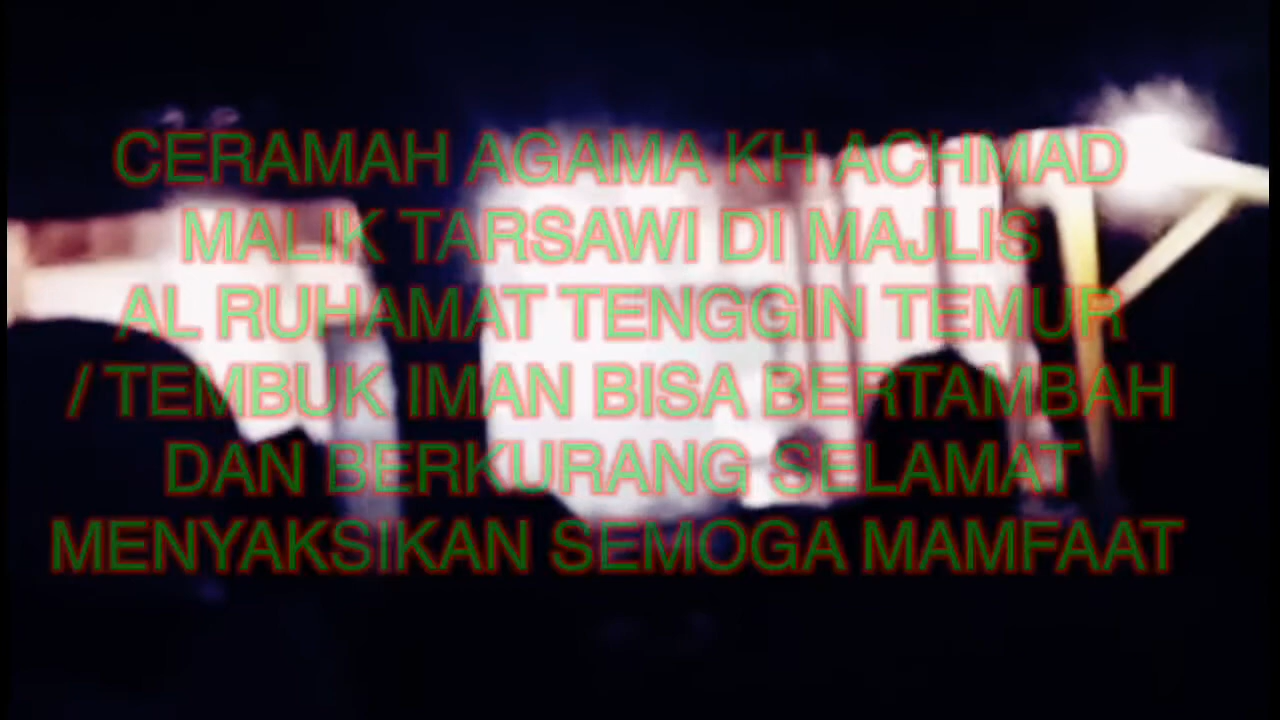 CERAMAH AGAMA KH ACHMAD
MALIK TARSAWI DI MAJLIS
AL RUHAMAT TENGGIN TEMUR
/ TEMBUK IMAN BISA BERTAMBAH
DAN BERKURANG SELAMAT
MENYAKSIKAN SEMOGA MAMFAAT